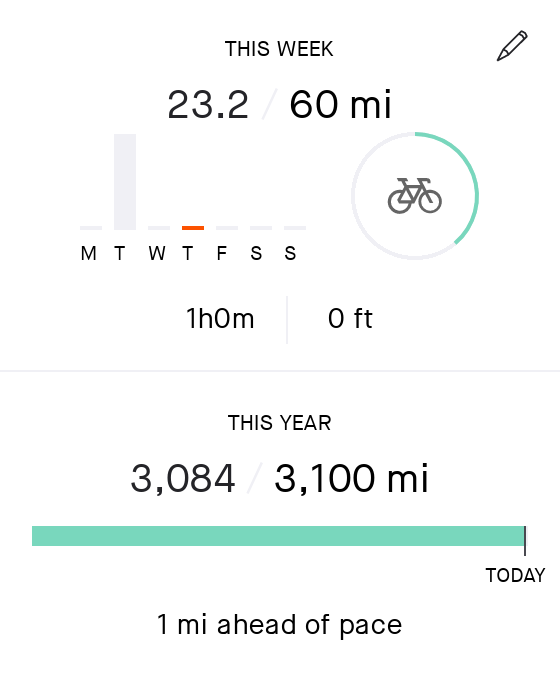 THIS WEEK
23.2 / 60 mi
M T W T F S S
1h0m 0 ft
THIS YEAR
3,084 / 3,100 mi
TODAY
1 mi ahead of pace